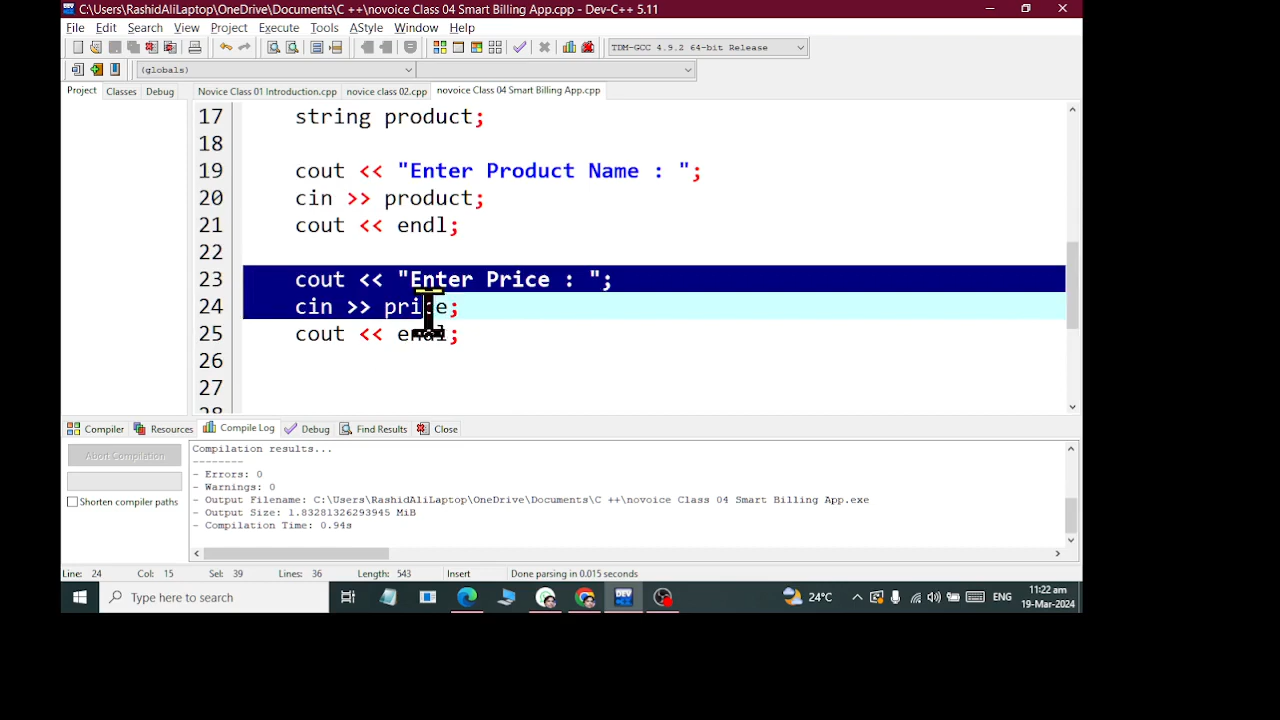 C:\Users\RashidAliLaptop\OneDrive\Documents\C ++\novoice Class 04 Smart Billing App.cpp - Dev-C++ 5.11
File Edit Search View Project Execute Tools AStyle Window Help
TDM-GCC 4.9.2 64-bit Release
(globals)
Project Classes Debug Novice Class 01 Introduction.cpp novice class 02.cpp novoice Class 04 Smart Billing App.cpp
17 string product;
18
19 cout << "Enter Product Name : ";
20 cin >> product;
21 cout << endl;
22
23 cout << "Enter Price : ";
24 cin >> price;
25 cout << endl;
26
27
Compiler Resources Compile Log Debug Find Results Close
Abort Compilation
Shorten compiler paths
Compilation results...
--------
- Errors: 0
- Warnings: 0
- Output Filename: C:\Users\RashidAliLaptop\OneDrive\Documents\C ++\novoice Class 04 Smart Billing App.exe
- Output Size: 1.83281326293945 MiB
- Compilation Time: 0.94s
Line: 24 Col: 15 Sel: 39 Lines: 36 Length: 543 Insert Done parsing in 0.015 seconds
Type here to search
DEV
24°C
ENG
11:22 am
19-Mar-2024